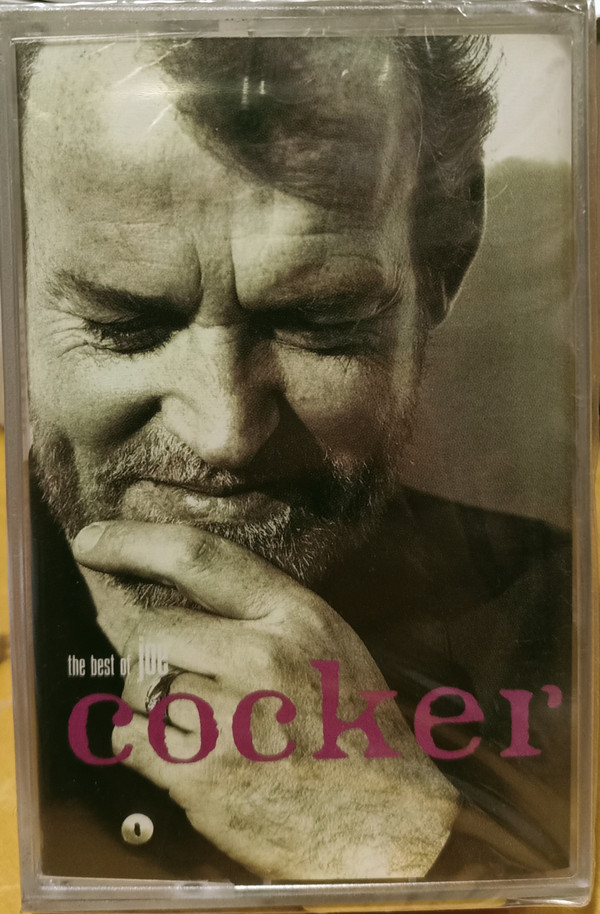 the best of joe
cocker